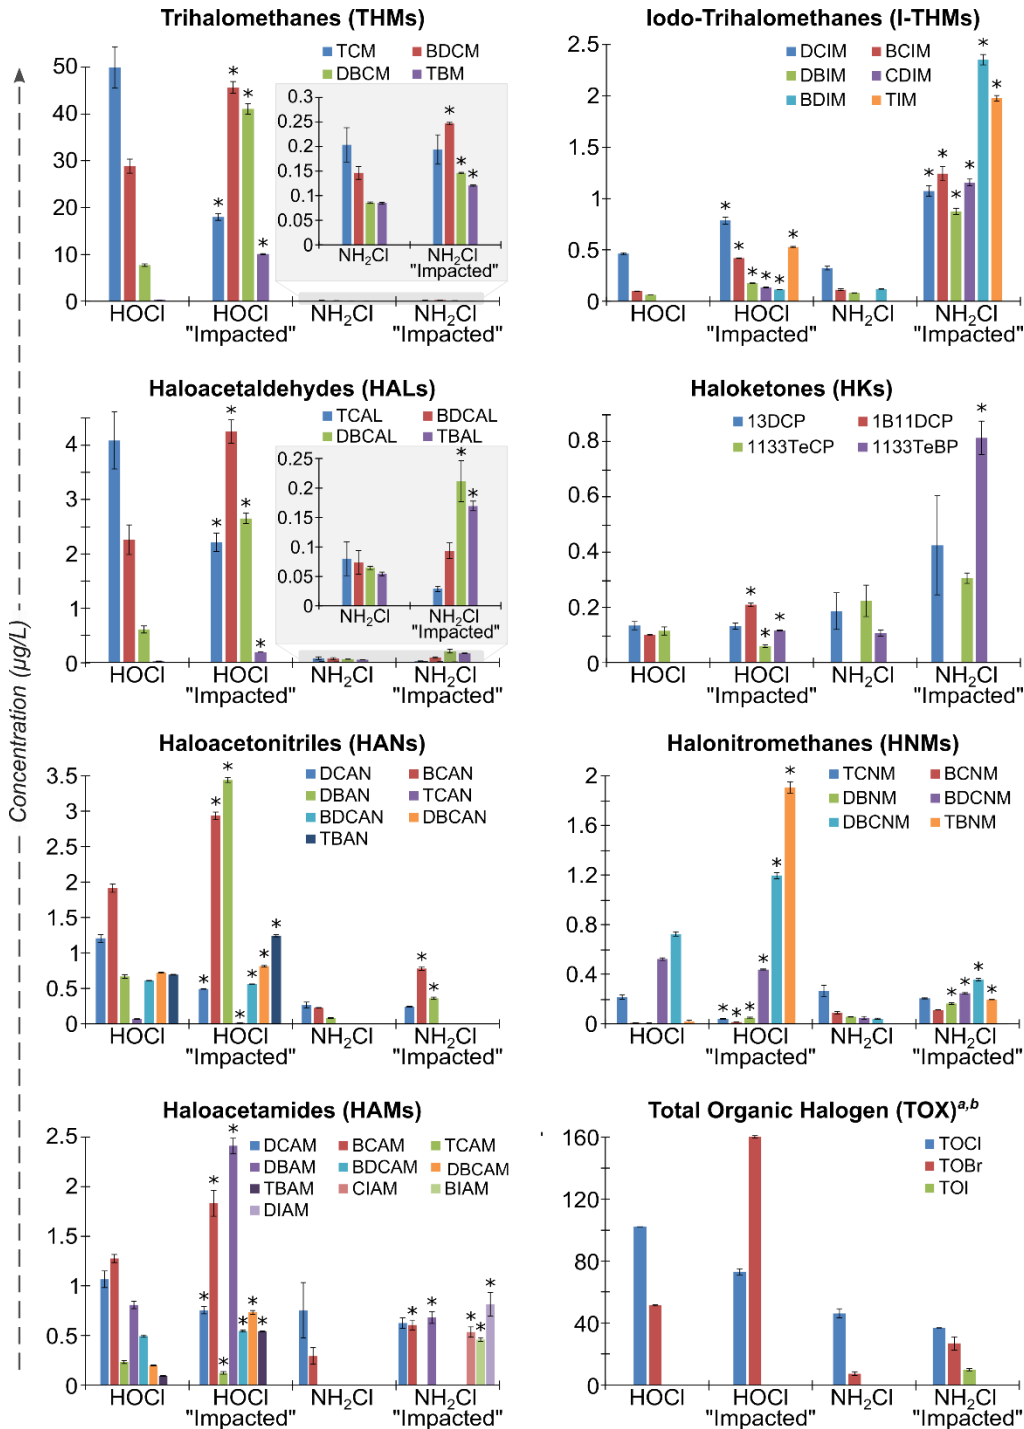 Concentration (µg/L)
Trihalomethanes (THMs)
TCM BDCM
DBCM TBM
50
40
30
20
10
0
0.3
0.25
0.2
0.15
0.1
0.05
0
NH₂Cl NH₂Cl
"Impacted"
HOCl HOCl NH₂Cl NH₂Cl
"Impacted" "Impacted"
Iodo-Trihalomethanes (I-THMs)
DCIM BCIM
DBIM CDIM
BDIM TIM
2.5
2
1.5
1
0.5
0
HOCl HOCl NH₂Cl NH₂Cl
"Impacted" "Impacted"
Haloacetaldehydes (HALs)
TCAL BDCAL
DBCAL TBAL
4
3
2
1
0
0.25
0.2
0.15
0.1
0.05
0
NH₂Cl NH₂Cl
"Impacted"
HOCl HOCl NH₂Cl NH₂Cl
"Impacted" "Impacted"
Haloketones (HKs)
13DCP 1B11DCP
1133TeCP 1133TeBP
0.8
0.6
0.4
0.2
0
HOCl HOCl NH₂Cl NH₂Cl
"Impacted" "Impacted"
Haloacetonitriles (HANs)
DCAN BCAN
DBAN TCAN
BDCAN DBCAN
TBAN
3.5
3
2.5
2
1.5
1
0.5
0
HOCl HOCl NH₂Cl NH₂Cl
"Impacted" "Impacted"
Halonitromethanes (HNMs)
TCNM BCNM
DBNM BDCNM
DBCNM TBNM
2
1.6
1.2
0.8
0.4
0
HOCl HOCl NH₂Cl NH₂Cl
"Impacted" "Impacted"
Haloacetamides (HAMs)
DCAM BCAM TCAM
DBAM BDCAM DBCAM
TBAM CIAM BIAM
DIAM
2.5
2
1.5
1
0.5
0
HOCl HOCl NH₂Cl NH₂Cl
"Impacted" "Impacted"
Total Organic Halogen (TOX)ᵃ,ᵇ
TOCl
TOBr
TOI
160
120
80
40
0
HOCl HOCl NH₂Cl NH₂Cl
"Impacted" "Impacted"